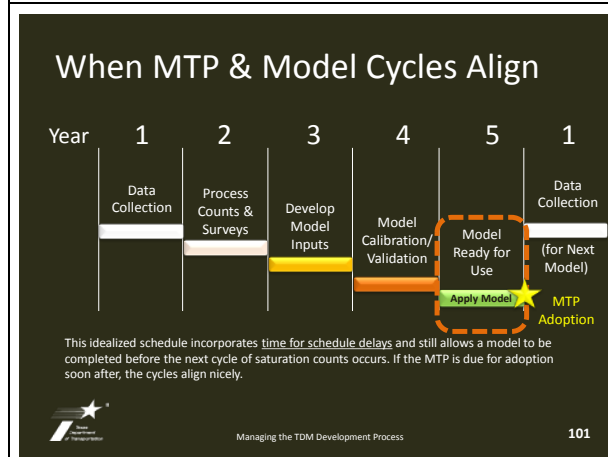 When MTP & Model Cycles Align
Year 1 2 3 4 5 1
Data
Collection
Process
Counts &
Surveys
Develop
Model
Inputs
Model
Calibration/
Validation
Model
Ready for
Use
Apply Model
Data
Collection
(for Next
Model)
MTP
Adoption
This idealized schedule incorporates time for schedule delays and still allows a model to be
completed before the next cycle of saturation counts occurs. If the MTP is due for adoption
soon after, the cycles align nicely.
Texas
Department
of Transportation
Managing the TDM Development Process
101